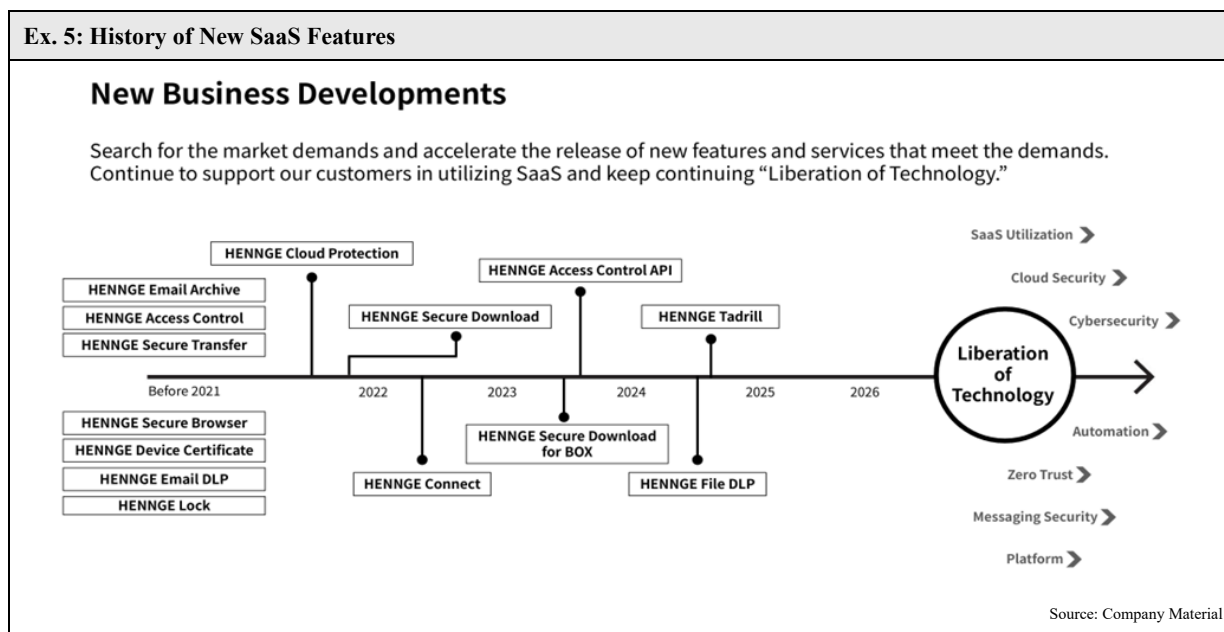 Ex. 5: History of New SaaS Features
New Business Developments
Search for the market demands and accelerate the release of new features and services that meet the demands.
Continue to support our customers in utilizing SaaS and keep continuing “Liberation of Technology.”
HENNGE Cloud Protection
HENNGE Email Archive
HENNGE Access Control
HENNGE Secure Transfer
HENNGE Secure Download
HENNGE Access Control API
HENNGE Tadrill
SaaS Utilization
Cloud Security
Cybersecurity
Liberation
of
Technology
Before 2021
2022
2023
2024
2025
2026
HENNGE Secure Browser
HENNGE Device Certificate
HENNGE Email DLP
HENNGE Lock
HENNGE Connect
HENNGE Secure Download
for BOX
HENNGE File DLP
Automation
Zero Trust
Messaging Security
Platform
Source: Company Material